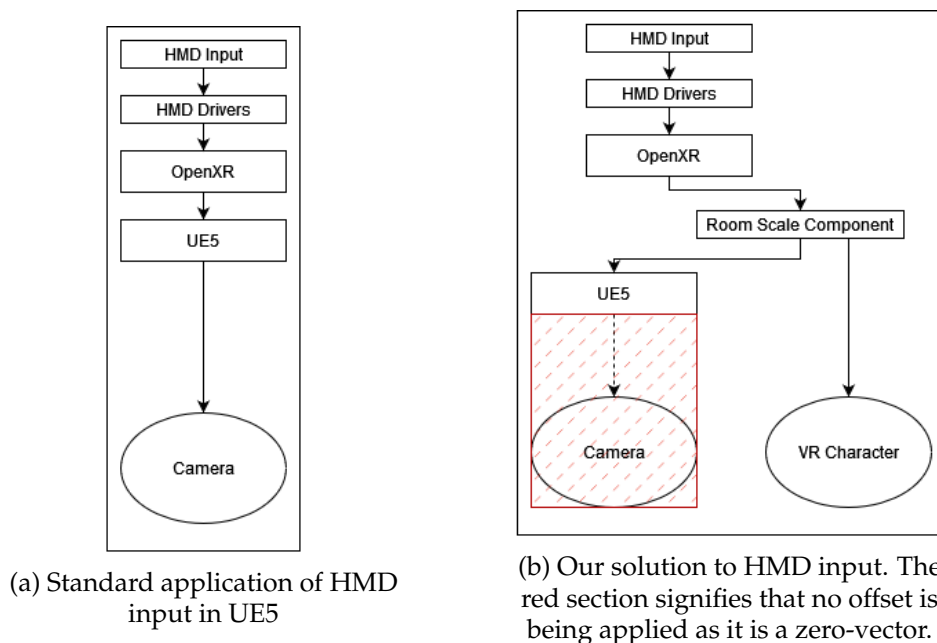 HMD Input
HMD Drivers
OpenXR
UE5
Camera
(a) Standard application of HMD
input in UE5
HMD Input
HMD Drivers
OpenXR
Room Scale Component
UE5
Camera
VR Character
(b) Our solution to HMD input. The
red section signifies that no offset is
being applied as it is a zero-vector.